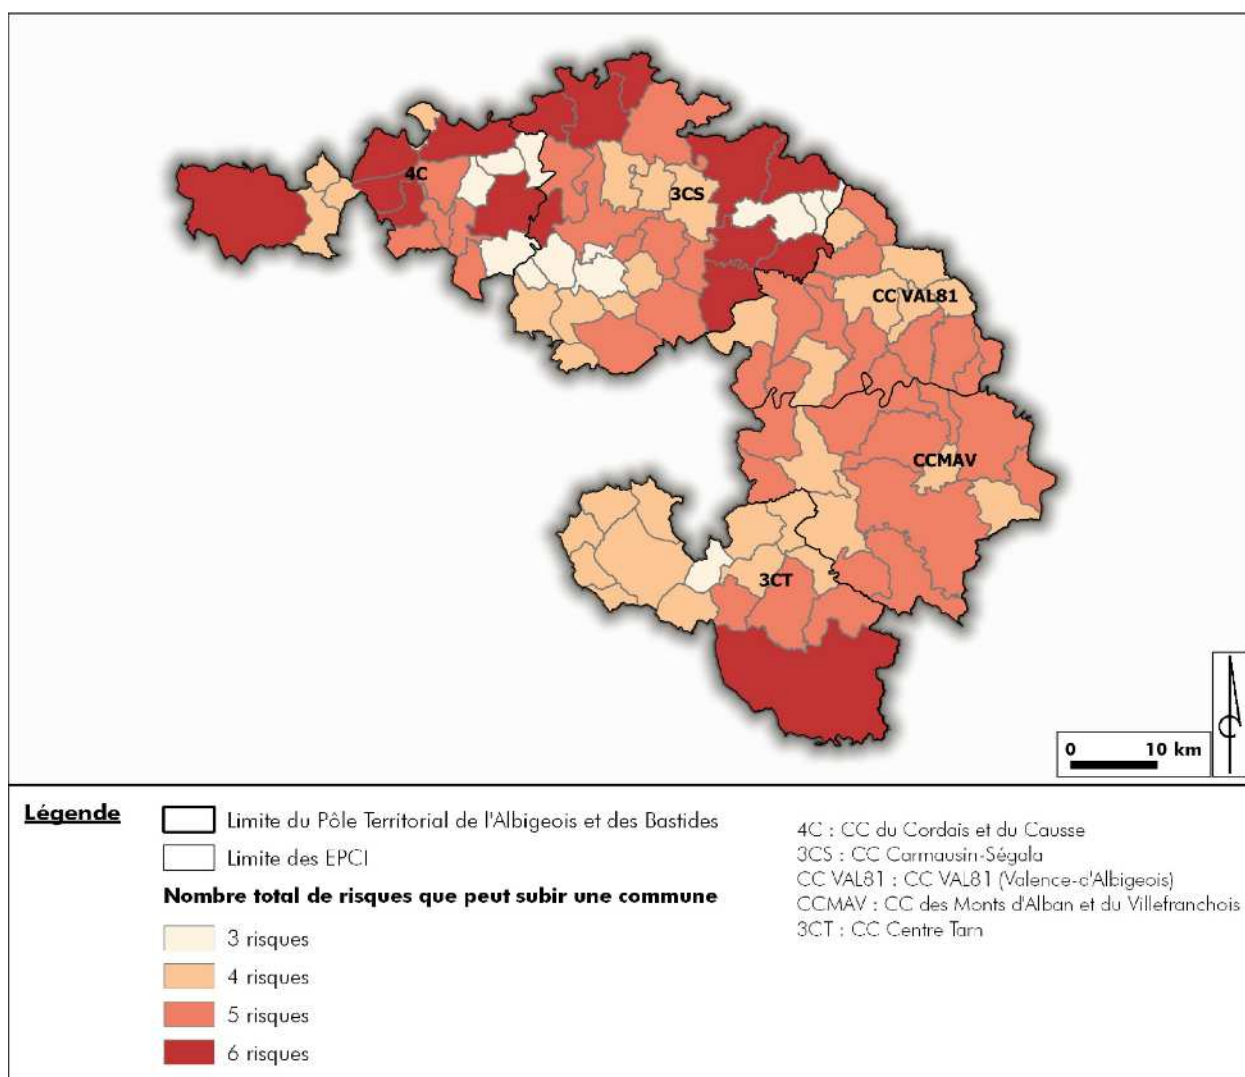 4C
3CS
CC VAL81
CCMAV
3CT
0 10 km
Légende
Limite du Pôle Territorial de l'Albigeois et des Bastides
Limite des EPCI
Nombre total de risques que peut subir une commune
3 risques
4 risques
5 risques
6 risques
4C : CC du Cordais et du Causse
3CS : CC Carmausin-Ségala
CC VAL81 : CC VAL81 (Valence-d'Albigeois)
CCMAV : CC des Monts d'Alban et du Villefranchois
3CT : CC Centre Tarn